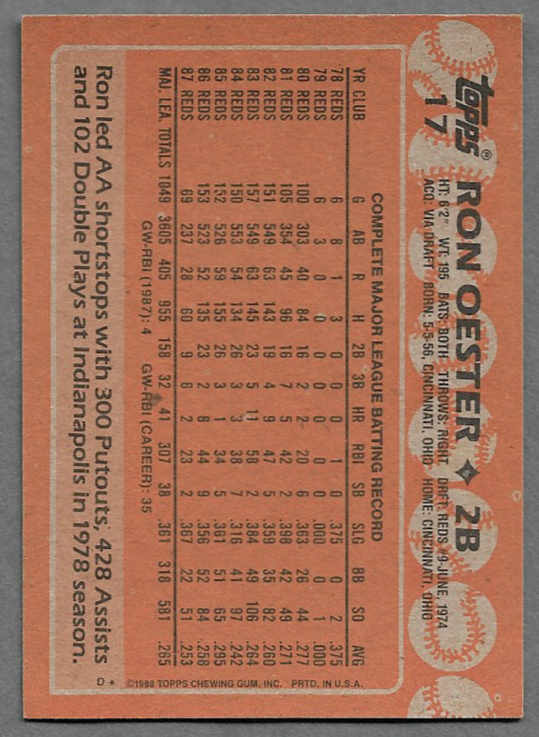 topps® RON OESTER ✦ 2B
17
HT: 6'2" WT: 195 BATS: BOTH THROWS: RIGHT DRAFT: REDS #9-JUNE, 1974
ACQ: VIA DRAFT BORN: 5-5-56, CINCINNATI, OHIO HOME: CINCINNATI, OHIO
COMPLETE MAJOR LEAGUE BATTING RECORD
YR CLUB G AB R H 2B 3B HR RBI SB SLG BB SO AVG
78 REDS 6 8 1 3 0 0 0 1 0 .375 0 2 .375
79 REDS 6 3 0 0 0 0 0 0 0 .000 0 1 .000
80 REDS 100 303 40 84 16 2 2 20 6 .363 26 44 .277
81 REDS 105 354 45 96 16 7 5 42 2 .398 42 49 .271
82 REDS 151 549 63 143 19 4 9 47 5 .359 35 82 .260
83 REDS 157 549 63 145 23 5 11 58 2 .384 49 106 .264
84 REDS 150 553 54 134 26 3 3 38 7 .316 41 97 .242
85 REDS 152 526 59 155 26 3 1 34 5 .361 51 65 .295
86 REDS 153 523 52 135 23 2 8 44 9 .356 52 84 .258
87 REDS 69 237 28 60 9 6 2 23 2 .367 22 51 .253
MAJ. LEA. TOTALS 1049 3605 405 955 158 32 41 307 38 .361 318 581 .265
GW-RBI (1987): 4 GW-RBI (CAREER): 35
©1988 TOPPS CHEWING GUM, INC. PRTD. IN U.S.A.
Ron led AA shortstops with 300 Putouts, 428 Assists
and 102 Double Plays at Indianapolis in 1978 season.
D*